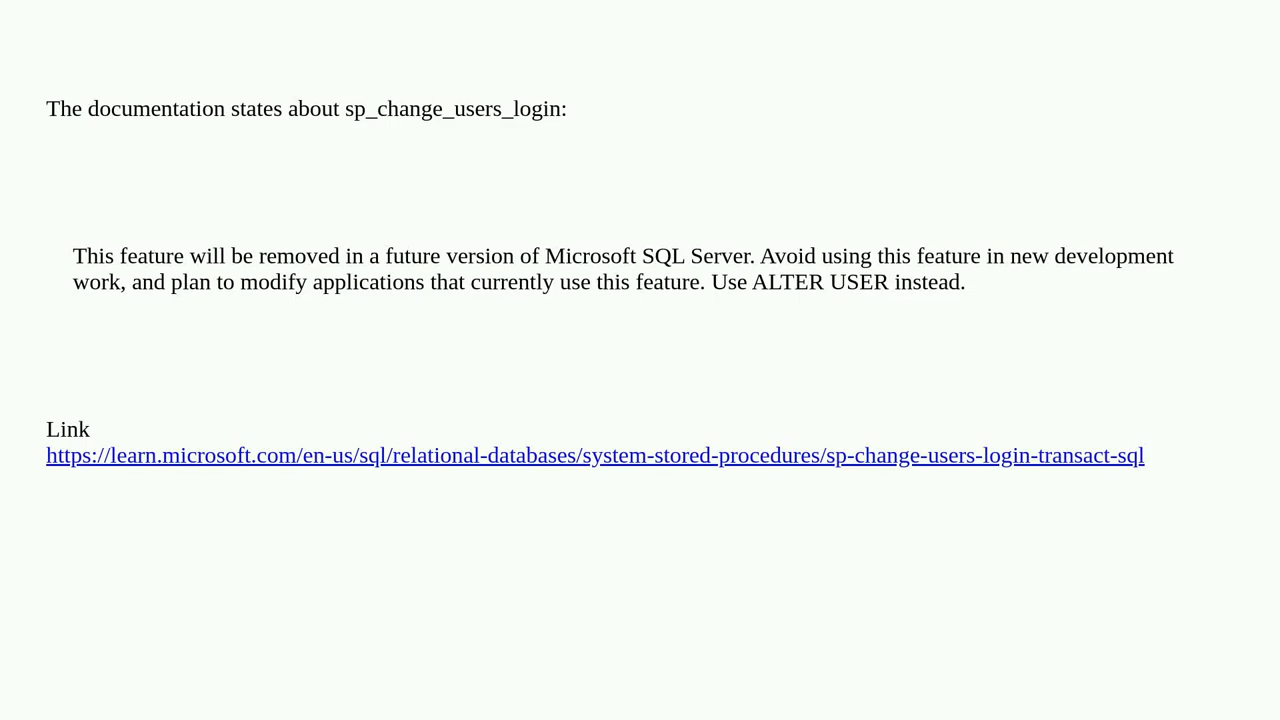 The documentation states about sp_change_users_login:
This feature will be removed in a future version of Microsoft SQL Server. Avoid using this feature in new development
work, and plan to modify applications that currently use this feature. Use ALTER USER instead.
Link
https://learn.microsoft.com/en-us/sql/relational-databases/system-stored-procedures/sp-change-users-login-transact-sql